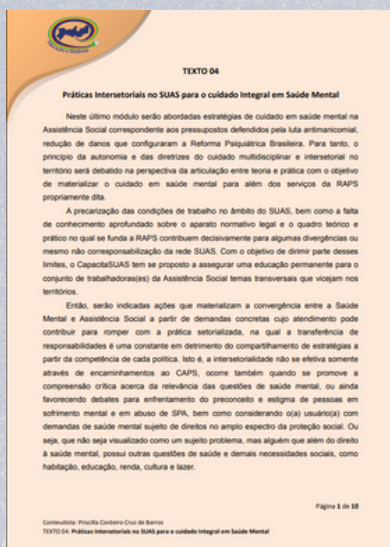 Educação a Distância
TEXTO 04
Práticas Intersetoriais no SUAS para o cuidado Integral em Saúde Mental
Neste último módulo serão abordadas estratégias de cuidado em saúde mental na
Assistência Social correspondente aos pressupostos defendidos pela luta antimanicomial,
redução de danos que configuraram a Reforma Psiquiátrica Brasileira. Para tanto, o
princípio da autonomia e das diretrizes do cuidado multidisciplinar e intersetorial no
território será debatido na perspectiva da articulação entre teoria e prática com o objetivo
de materializar o cuidado em saúde mental para além dos serviços da RAPS
propriamente dita.
A precarização das condições de trabalho no âmbito do SUAS, bem como a falta
de conhecimento aprofundado sobre o aparato normativo legal e o quadro teórico e
prático no qual se funda a RAPS contribuem decisivamente para algumas divergências ou
mesmo não corresponsabilização da rede SUAS. Com o objetivo de dirimir parte desses
limites, o CapacitaSUAS tem se proposto a assegurar uma educação permanente para o
conjunto de trabalhadoras(es) da Assistência Social temas transversais que vicejam nos
territórios.
Então, serão indicadas ações que materializam a convergência entre a Saúde
Mental e Assistência Social a partir de demandas concretas cujo atendimento pode
contribuir para romper com a prática setorializada, na qual a transferência de
responsabilidades é uma constante em detrimento do compartilhamento de estratégias a
partir da competência de cada política. Isto é, a intersetorialidade não se efetiva somente
através de encaminhamentos ao CAPS, ocorre também quando se promove a
compreensão crítica acerca da relevância das questões de saúde mental, ou ainda
favorecendo debates para enfrentamento do preconceito e estigma de pessoas em
sofrimento mental e em abuso de SPA, bem como considerando o(a) usuário(a) com
demandas de saúde mental sujeito de direitos no amplo espectro da proteção social. Ou
seja, que não seja visualizado como um sujeito problema, mas alguém que além do direito
à saúde mental, possui outras questões de saúde e demais necessidades sociais, como
habitação, educação, renda, cultura e lazer.
Página 1 de 10
Conteudista: Priscilla Cordeiro Cruz de Barros
TEXTO 04: Práticas Intersetoriais no SUAS para o cuidado Integral em Saúde Mental